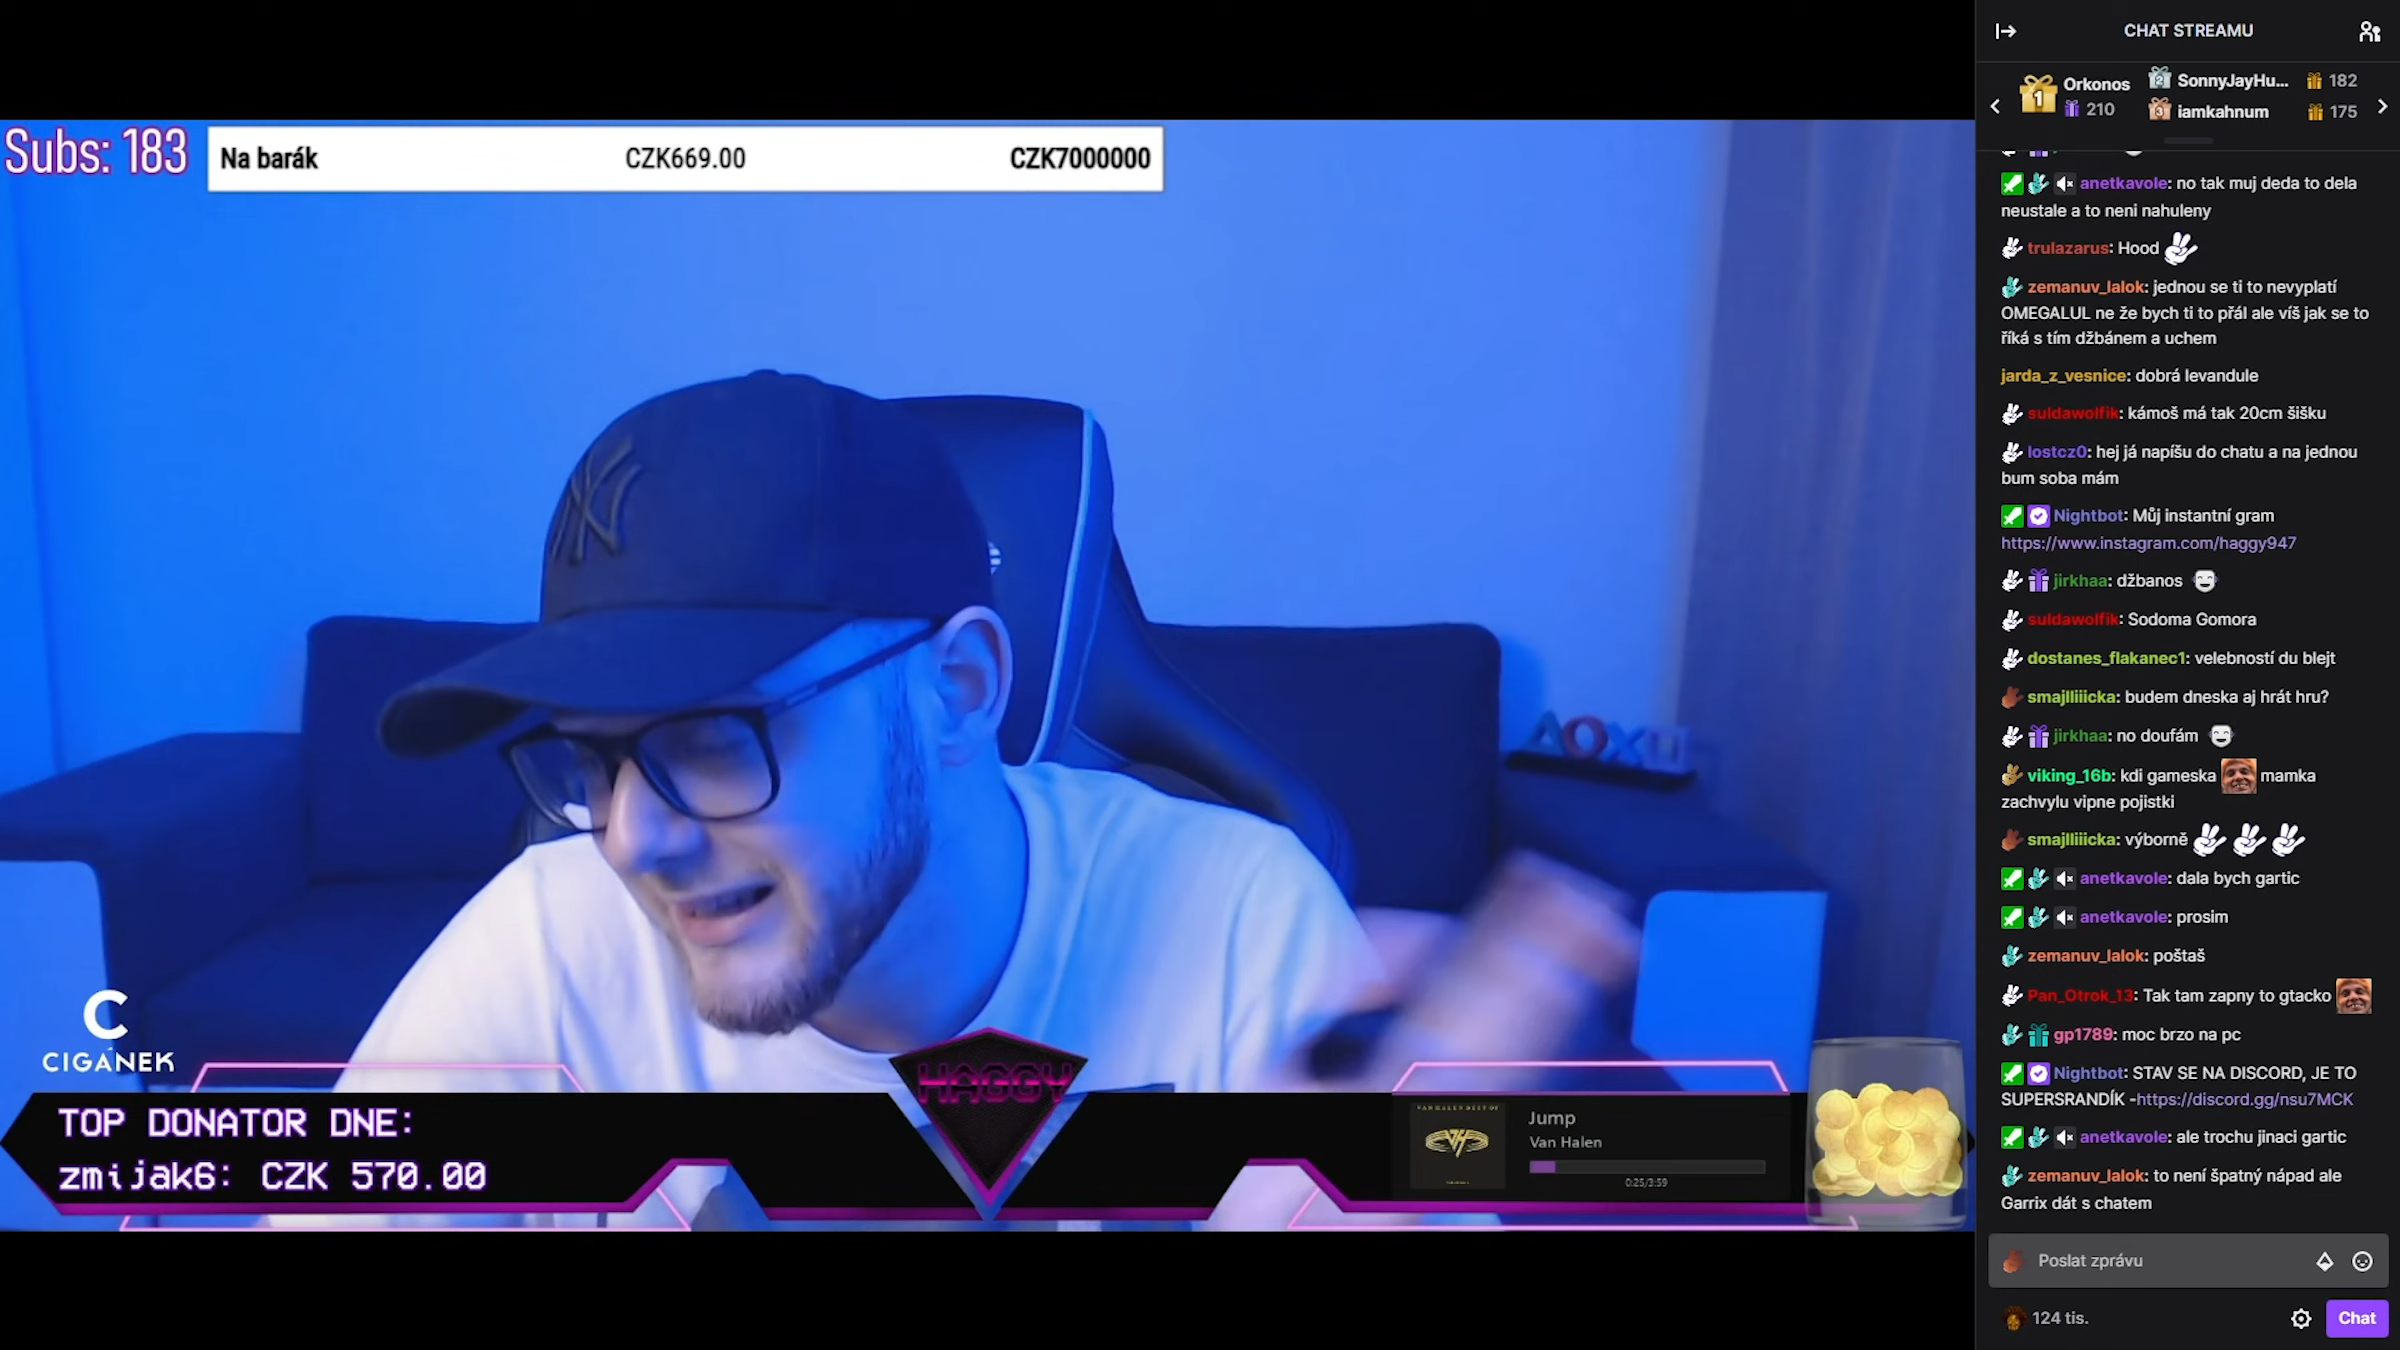 Subs: 183
Na barák CZK669.00 CZK7000000
CIGÁNEK
TOP DONATOR DNE:
zmijak6: CZK 570.00
HAGGY
VAN HALEN BEST OF
Jump
Van Halen
0:25/3:59
CHAT STREAMU
1 Orkonos 210
2 SonnyJayHu... 182
3 iamkahnum 175
anetkavole: no tak muj deda to dela
neustale a to neni nahuleny
trulazarus: Hood
zemanuv_lalok: jednou se ti to nevyplatí
OMEGALUL ne že bych ti to přál ale víš jak se to
říká s tím džbánem a uchem
jarda_z_vesnice: dobrá levandule
suldawolfik: kámoš má tak 20cm šišku
lostcz0: hej já napíšu do chatu a na jednou
bum soba mám
Nightbot: Můj instantní gram
https://www.instagram.com/haggy947
jirkhaa: džbanos
suldawolfik: Sodoma Gomora
dostanes_flakanec1: velebností du blejt
smajlliiicka: budem dneska aj hrát hru?
jirkhaa: no doufám
viking_16b: kdi gameska mamka
zachvylu vipne pojistki
smajlliiicka: výborně
anetkavole: dala bych gartic
anetkavole: prosim
zemanuv_lalok: poštaš
Pan_Otrok_13: Tak tam zapny to gtacko
gp1789: moc brzo na pc
Nightbot: STAV SE NA DISCORD, JE TO
SUPERSRANDÍK -https://discord.gg/nsu7MCK
anetkavole: ale trochu jinaci gartic
zemanuv_lalok: to není špatný nápad ale
Garrix dát s chatem
Poslat zprávu
124 tis.
Chat